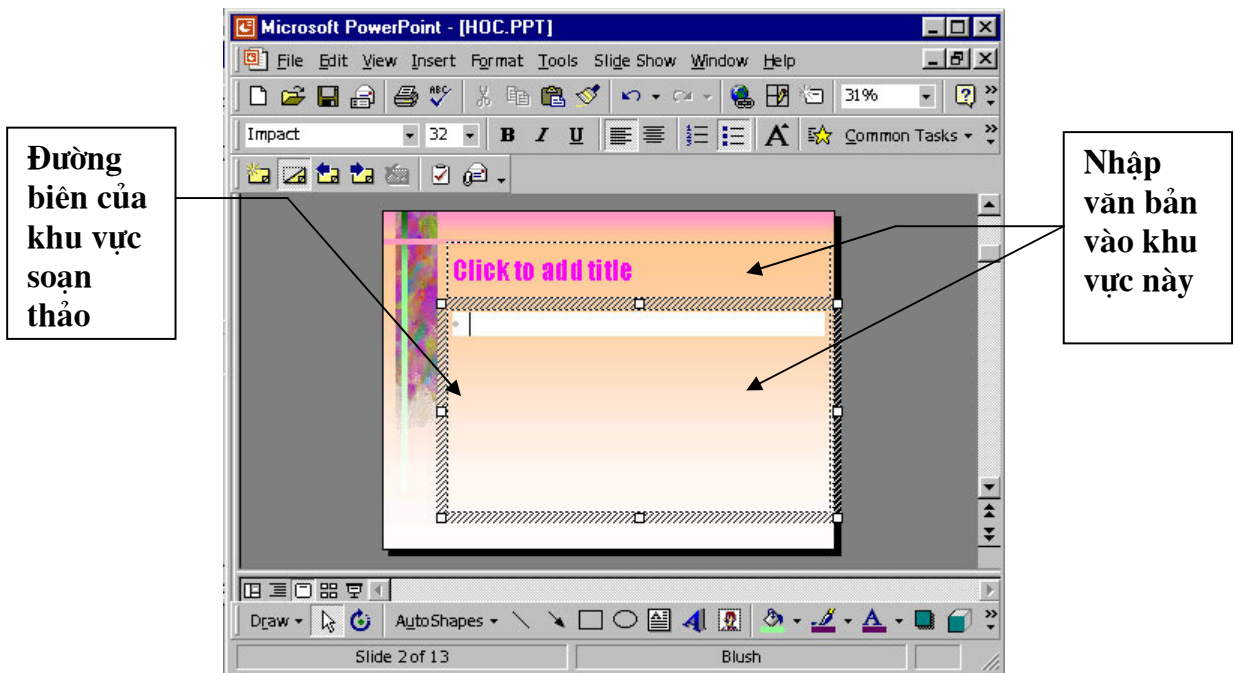 Microsoft PowerPoint - [HOC.PPT]
File Edit View Insert Format Tools Slide Show Window Help
ABC
31%
Impact 32 B I U A Common Tasks
Đường
biên của
khu vực
soạn
thảo
Click to add title
Nhập
văn bản
vào khu
vực này
Draw AutoShapes A
Slide 2 of 13 Blush